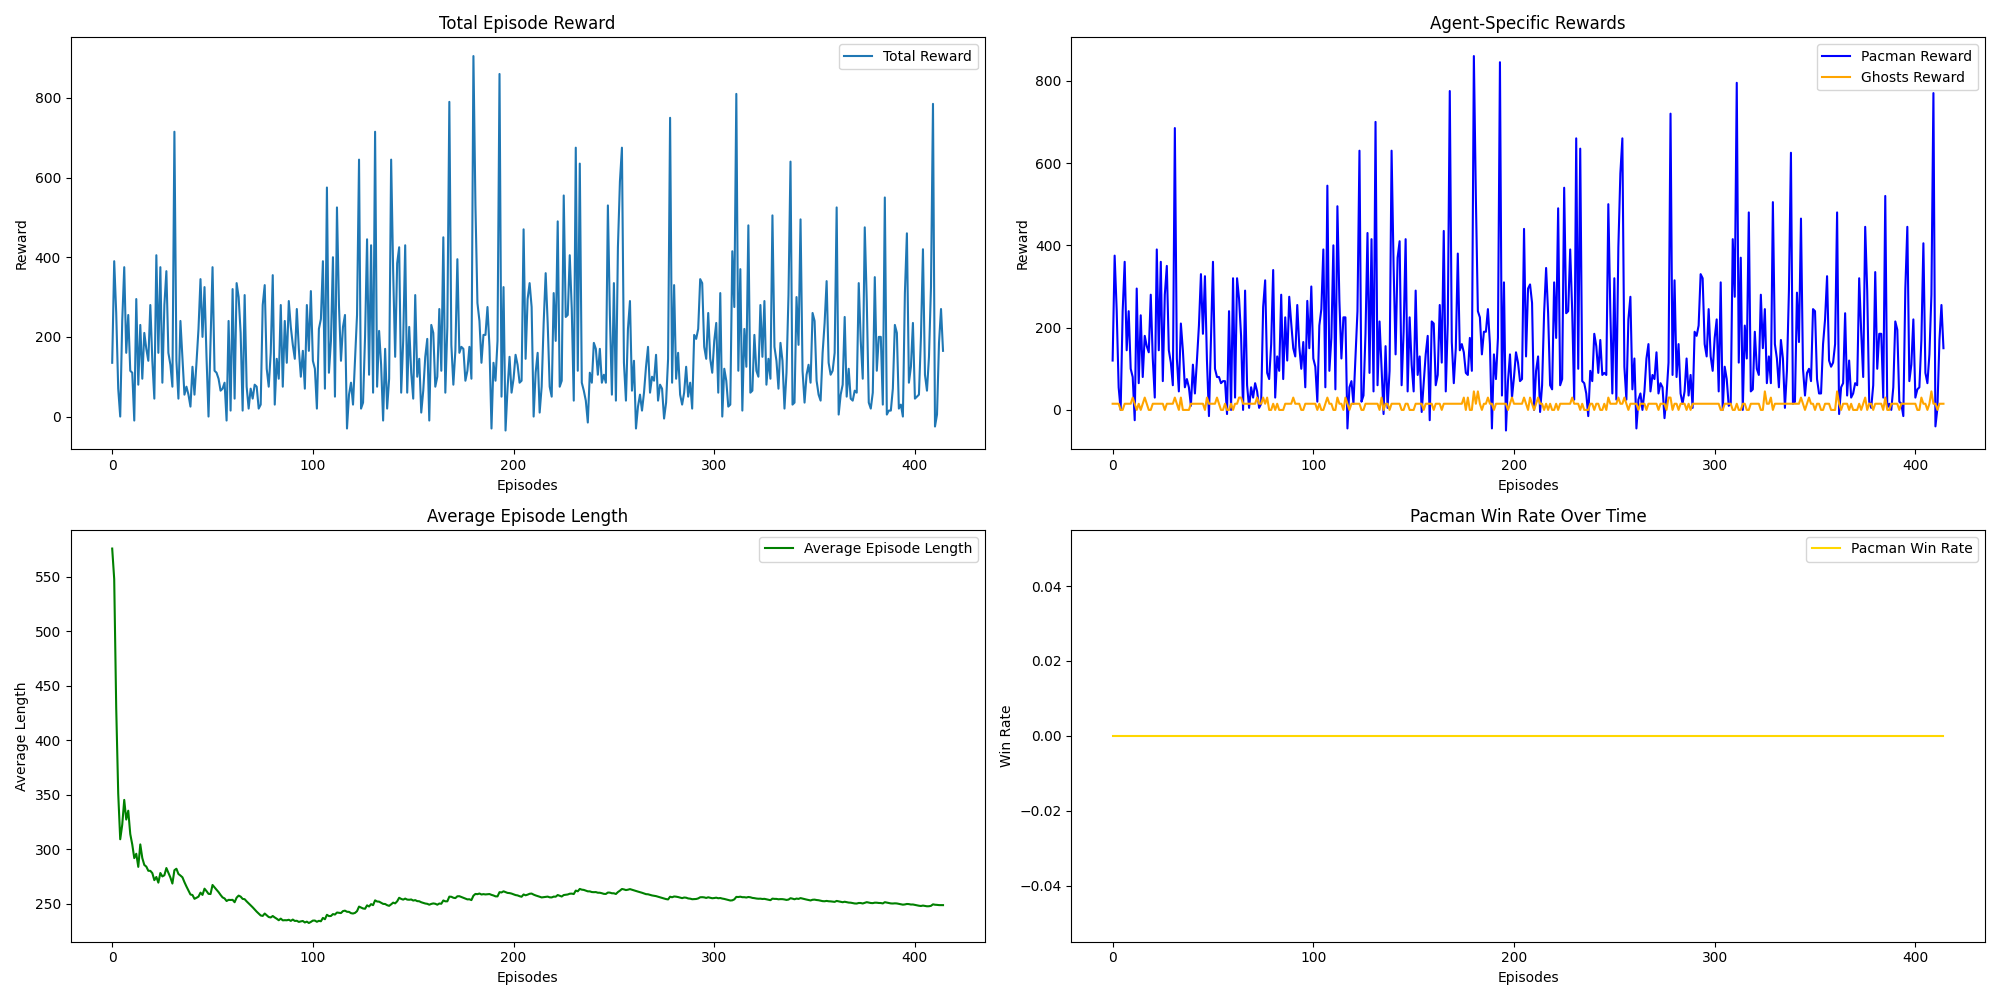 Total Episode Reward
Total Reward
Reward
800
600
400
200
0
0 100 200 300 400
Episodes
Agent-Specific Rewards
Pacman Reward
Ghosts Reward
Reward
800
600
400
200
0
0 100 200 300 400
Episodes
Average Episode Length
Average Episode Length
Average Length
550
500
450
400
350
300
250
0 100 200 300 400
Episodes
Pacman Win Rate Over Time
Pacman Win Rate
Win Rate
0.04
0.02
0.00
−0.02
−0.04
0 100 200 300 400
Episodes